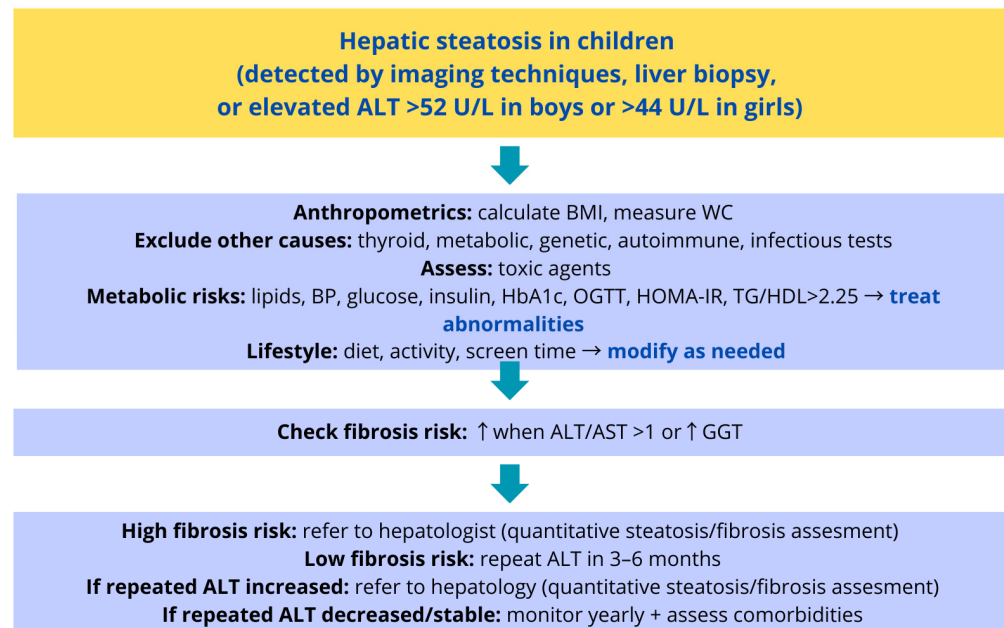 Hepatic steatosis in children
(detected by imaging techniques, liver biopsy,
or elevated ALT >52 U/L in boys or >44 U/L in girls)
Anthropometrics: calculate BMI, measure WC
Exclude other causes: thyroid, metabolic, genetic, autoimmune, infectious tests
Assess: toxic agents
Metabolic risks: lipids, BP, glucose, insulin, HbA1c, OGTT, HOMA-IR, TG/HDL>2.25 → treat
abnormalities
Lifestyle: diet, activity, screen time → modify as needed
Check fibrosis risk: ↑ when ALT/AST >1 or ↑ GGT
High fibrosis risk: refer to hepatologist (quantitative steatosis/fibrosis assesment)
Low fibrosis risk: repeat ALT in 3–6 months
If repeated ALT increased: refer to hepatology (quantitative steatosis/fibrosis assesment)
If repeated ALT decreased/stable: monitor yearly + assess comorbidities